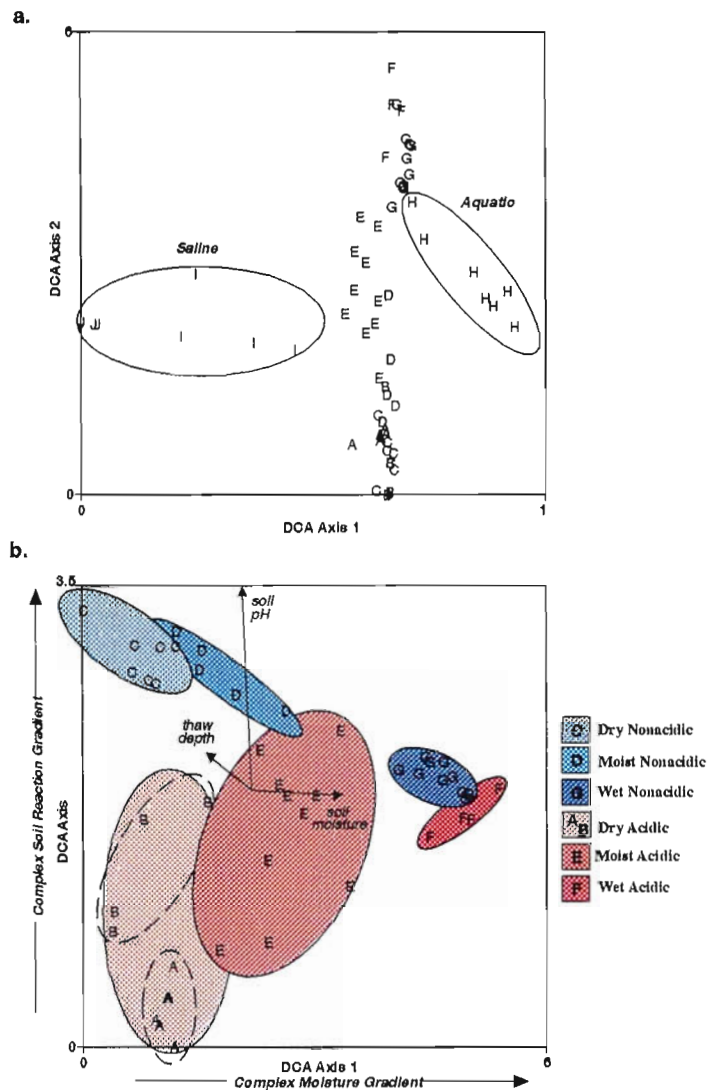 a.
6
DCA Axis 2
0
0
1
DCA Axis 1
Saline
Aquatic
F
F G F
G
G
F
G
G
G
G
H
E
E
H
E
E
H
E
E
D
H
H
H
E
E
E
H
I
J J J
I
I
I
D
E
B
D
D
C
D
A
A
A
C
C
B
C
C
B
b.
3.5
Complex Soil Reaction Gradient
DCA Axis
soil
pH
thaw
depth
soil
moisture
C
C
C
C
C
C
C
D
D
D
D
D
E
E
E
E
E
E
E
E
E
E
G
G
G
G
G
G
G
F
F
F
F
B
B
B
B
A
A
A
A
0
0
6
DCA Axis 1
Complex Moisture Gradient
C Dry Nonacidic
D Moist Nonacidic
G Wet Nonacidic
A B Dry Acidic
E Moist Acidic
F Wet Acidic